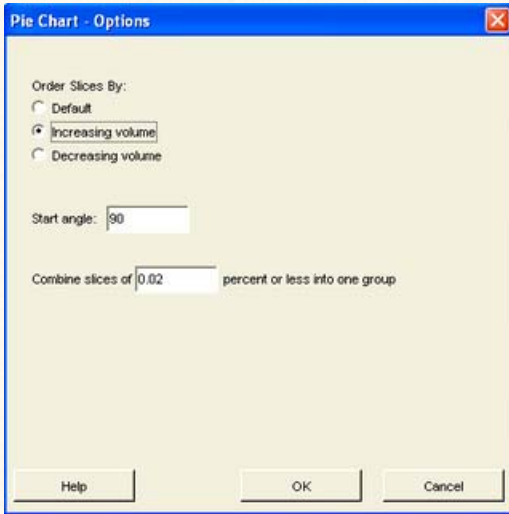 Pie Chart - Options
Order Slices By:
Default
Increasing volume
Decreasing volume
Start angle: 90
Combine slices of 0.02 percent or less into one group
Help OK Cancel